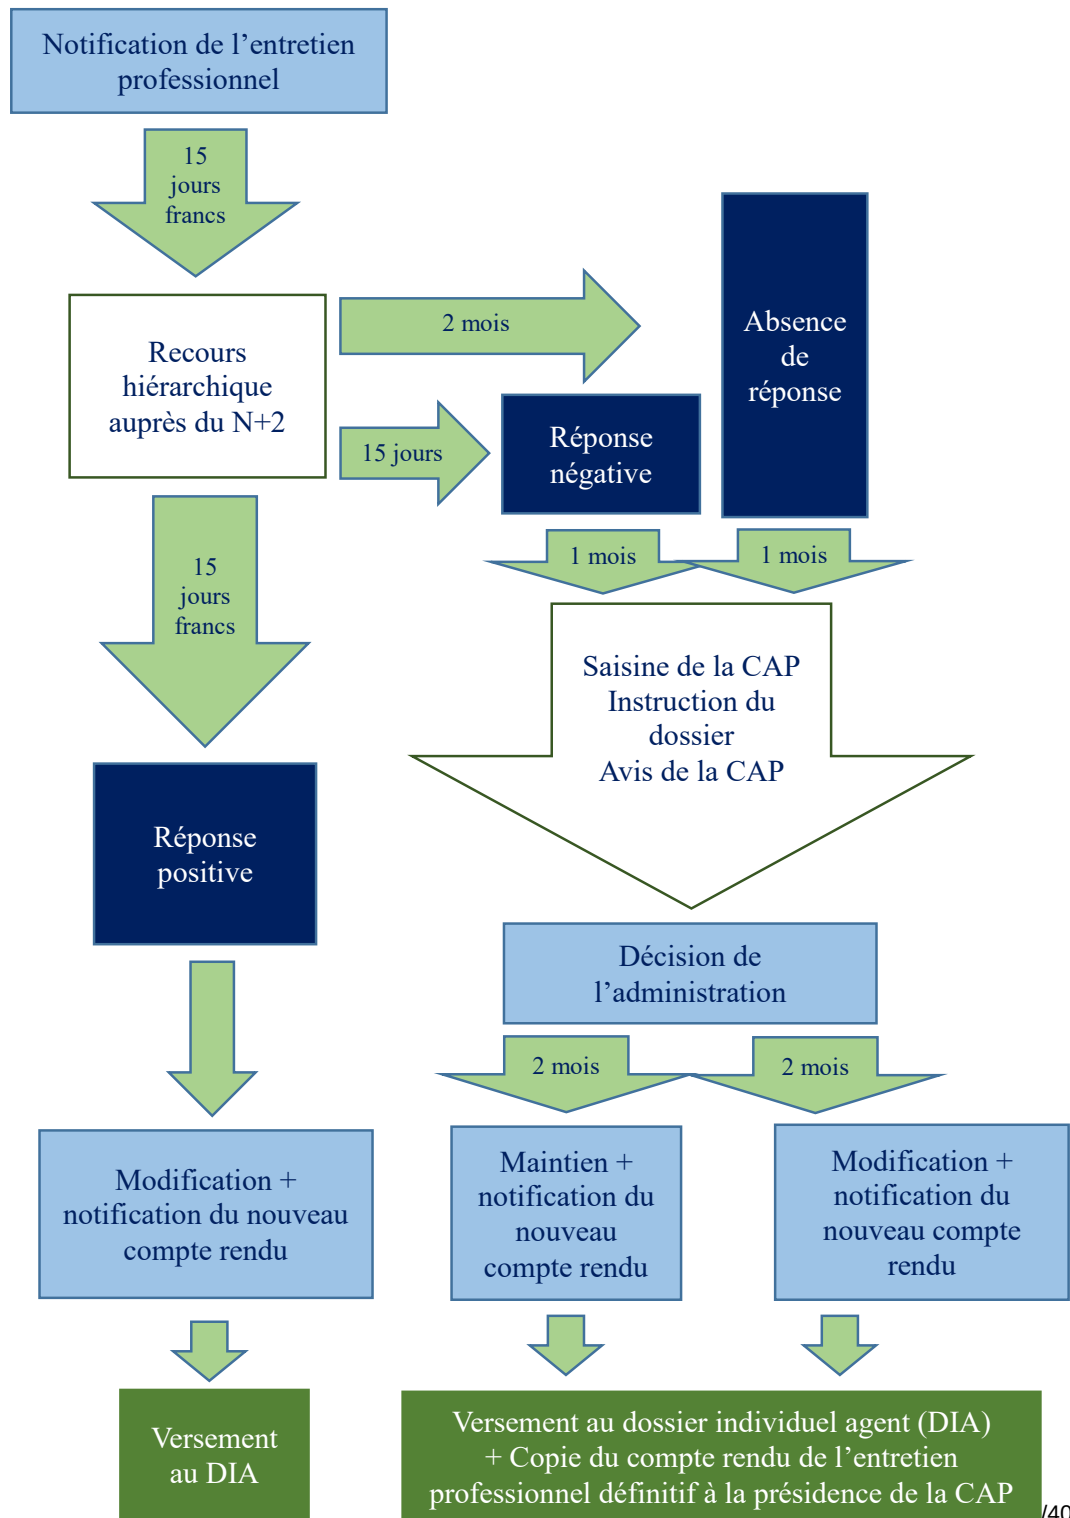 Notification de l’entretien
professionnel
15
jours
francs
Recours
hiérarchique
auprès du N+2
2 mois
Absence
de
réponse
15 jours
Réponse
négative
1 mois
1 mois
15
jours
francs
Saisine de la CAP
Instruction du
dossier
Avis de la CAP
Réponse
positive
Décision de
l’administration
2 mois
2 mois
Modification +
notification du nouveau
compte rendu
Maintien +
notification du
nouveau
compte rendu
Modification +
notification du
nouveau compte
rendu
Versement
au DIA
Versement au dossier individuel agent (DIA)
+ Copie du compte rendu de l’entretien
professionnel définitif à la présidence de la CAP
/40